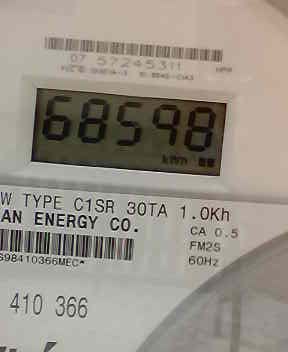 07 57245311
68598
kWh
W TYPE C1SR 30TA 1.0Kh
AN ENERGY CO.
CA 0.5
FM2S
S98410366MEC*
60Hz
410 366